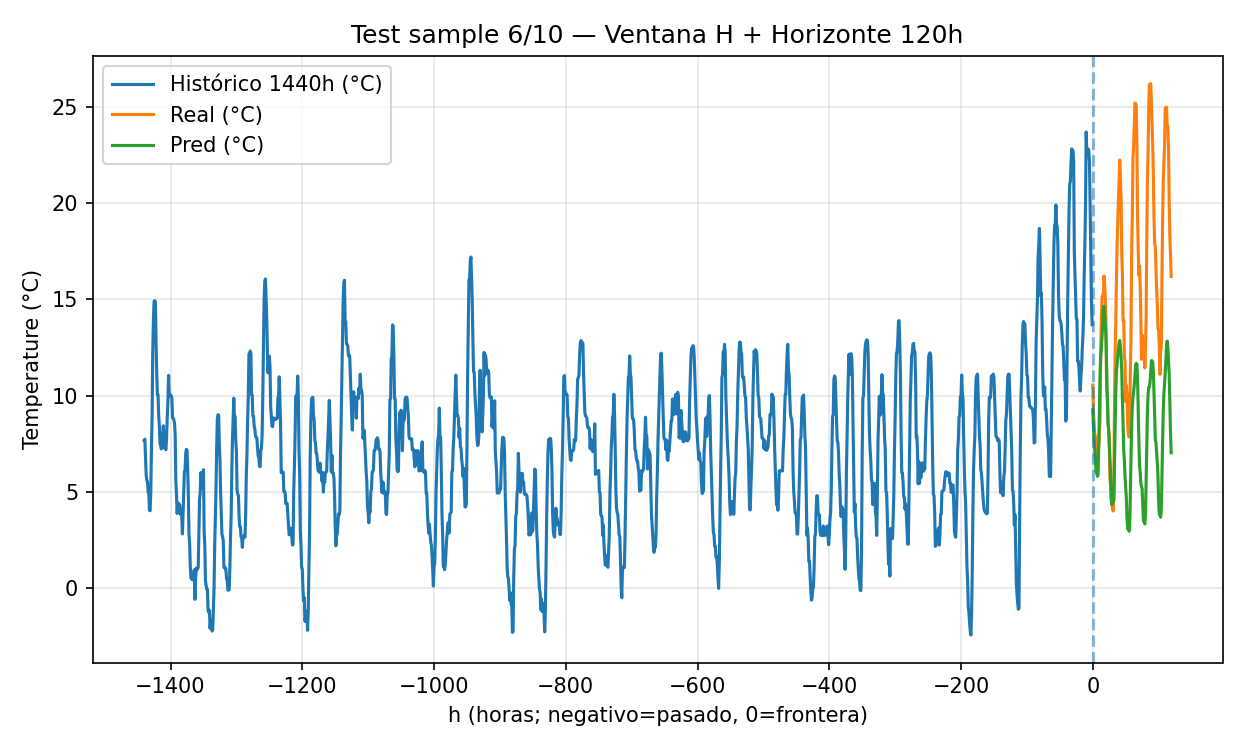 Test sample 6/10 — Ventana H + Horizonte 120h
Histórico 1440h (°C)
Real (°C)
Pred (°C)
Temperature (°C)
25
20
15
10
5
0
−1400 −1200 −1000 −800 −600 −400 −200 0
h (horas; negativo=pasado, 0=frontera)